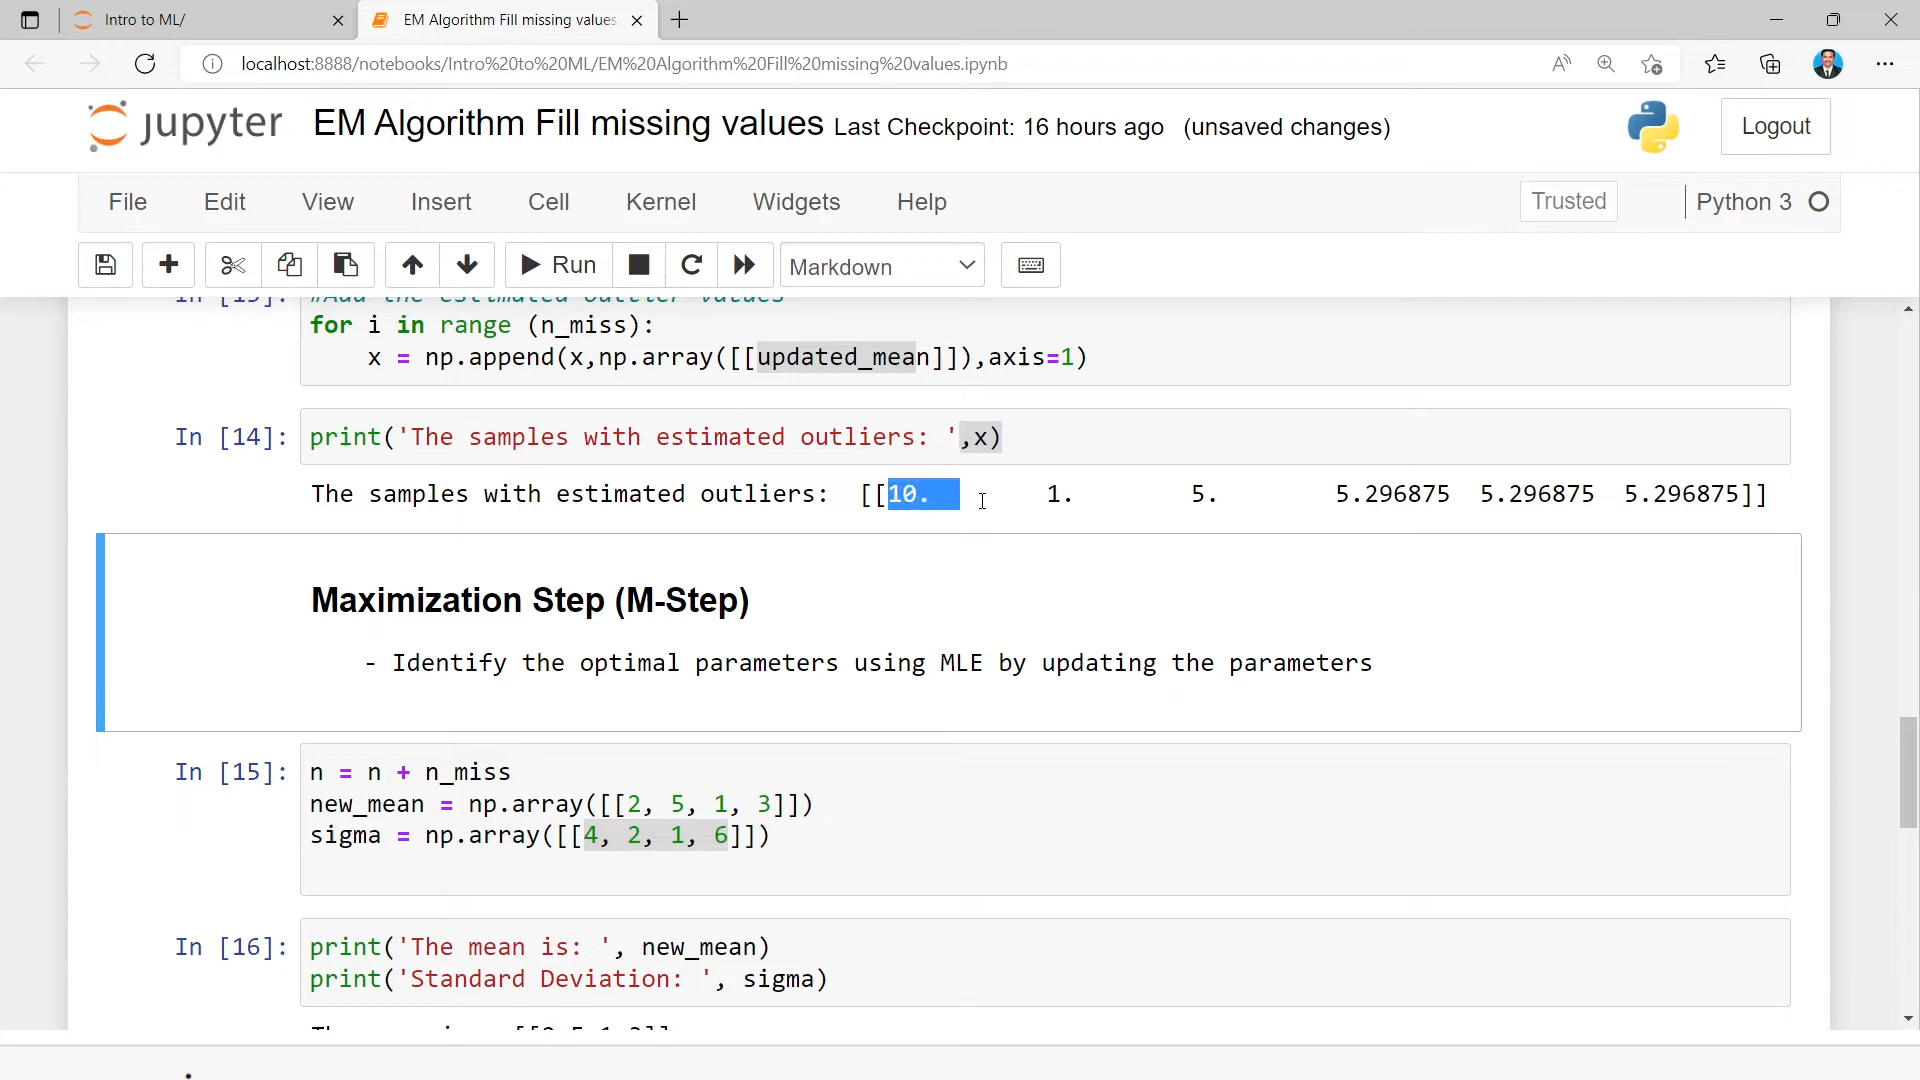 Intro to ML/
EM Algorithm Fill missing values
localhost:8888/notebooks/Intro%20to%20ML/EM%20Algorithm%20Fill%20missing%20values.ipynb
jupyter EM Algorithm Fill missing values Last Checkpoint: 16 hours ago (unsaved changes)
Logout
File Edit View Insert Cell Kernel Widgets Help
Trusted
Python 3
Run
Markdown
#Add the estimated outlier values
for i in range (n_miss):
x = np.append(x,np.array([[updated_mean]]),axis=1)
In [14]: print('The samples with estimated outliers: ',x)
The samples with estimated outliers: [[10. 1. 5. 5.296875 5.296875 5.296875]]
Maximization Step (M-Step)
- Identify the optimal parameters using MLE by updating the parameters
In [15]: n = n + n_miss
new_mean = np.array([[2, 5, 1, 3]])
sigma = np.array([[4, 2, 1, 6]])
In [16]: print('The mean is: ', new_mean)
print('Standard Deviation: ', sigma)